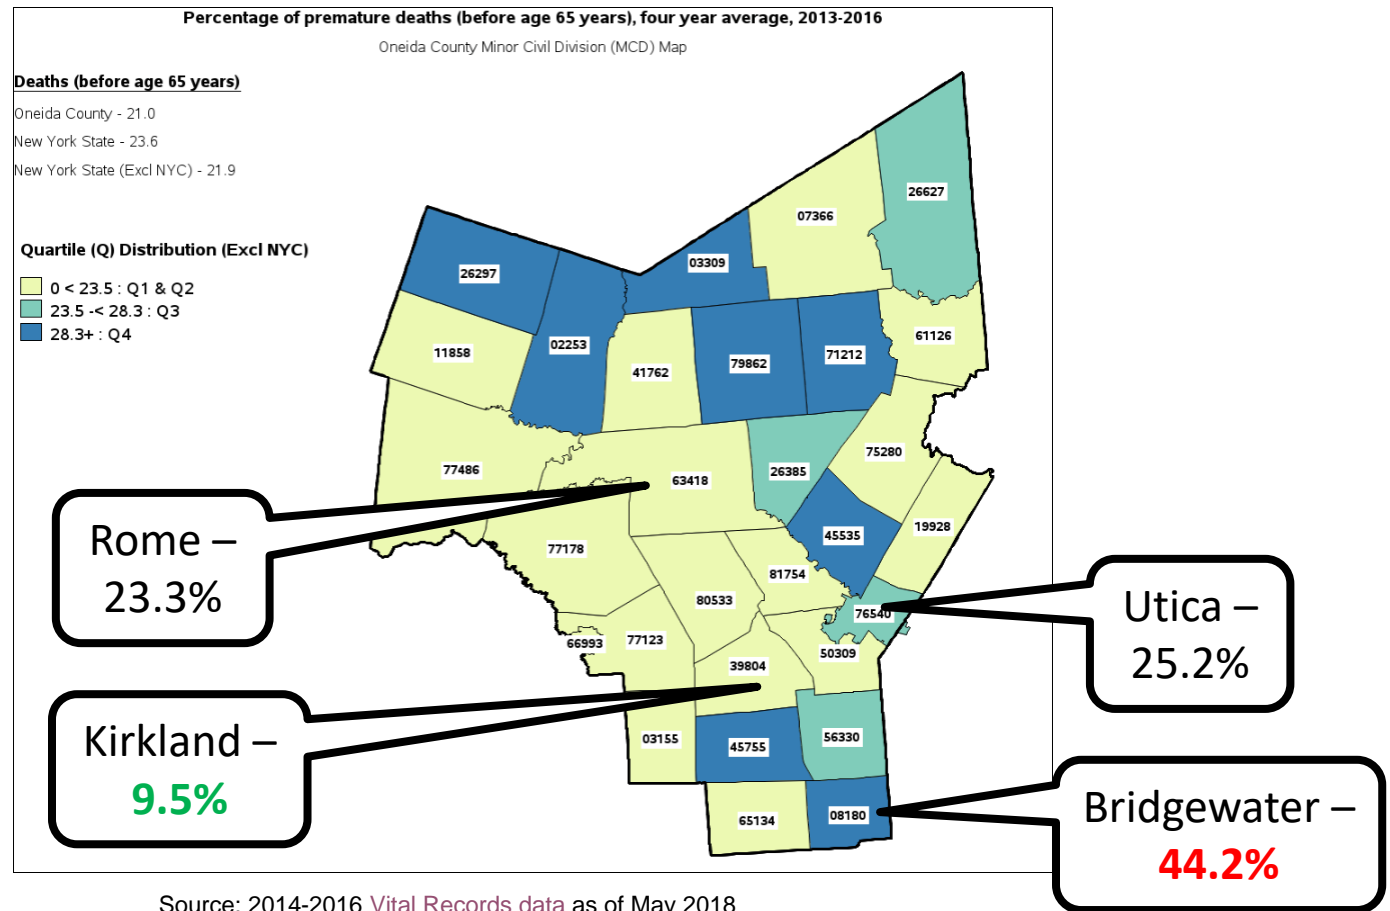 Percentage of premature deaths (before age 65 years), four year average, 2013-2016
Oneida County Minor Civil Division (MCD) Map
Deaths (before age 65 years)
Oneida County - 21.0
New York State - 23.6
New York State (Excl NYC) - 21.9
Quartile (Q) Distribution (Excl NYC)
0 < 23.5 : Q1 & Q2
23.5 -< 28.3 : Q3
28.3+ : Q4
26627
07366
03309
26297
61126
02253
11858
71212
79862
41762
75280
77486
26385
63418
19928
45535
77178
81754
80533
76540
77123
66993
50309
39804
56330
03155
45755
08180
65134
Rome –
23.3%
Utica –
25.2%
Kirkland –
9.5%
Bridgewater –
44.2%
Source: 2014-2016 Vital Records data as of May 2018